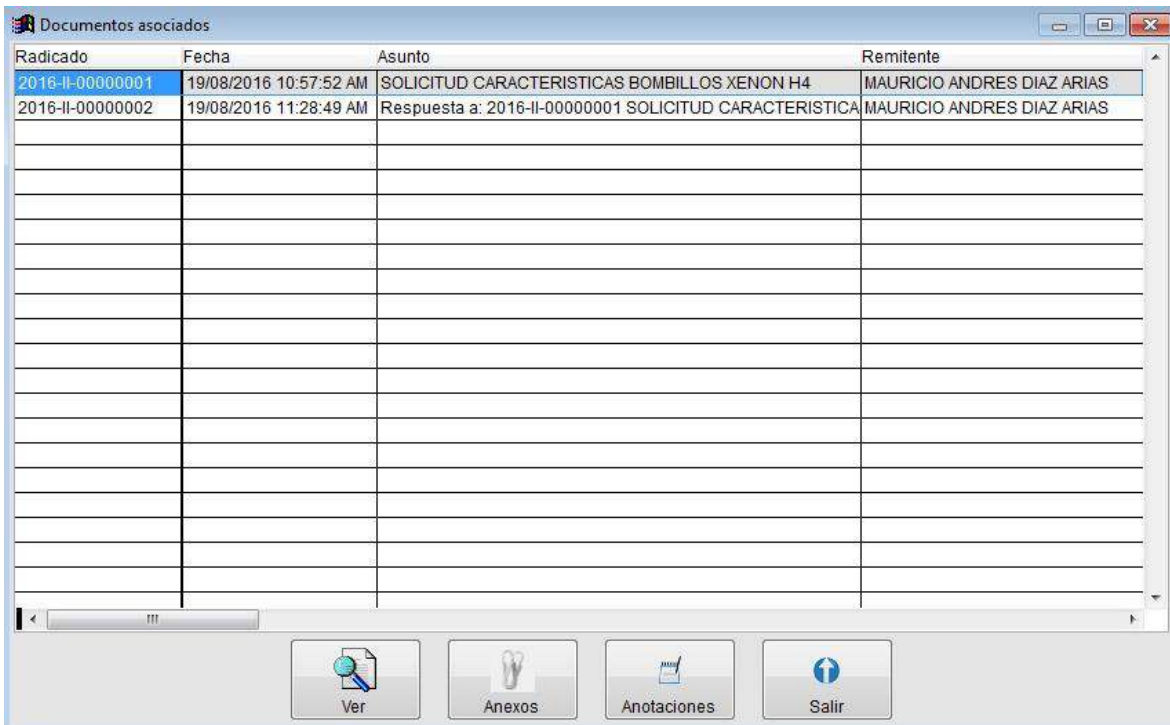 Documentos asociados
Radicado Fecha Asunto Remitente
2016-II-00000001 19/08/2016 10:57:52 AM SOLICITUD CARACTERISTICAS BOMBILLOS XENON H4 MAURICIO ANDRES DIAZ ARIAS
2016-II-00000002 19/08/2016 11:28:49 AM Respuesta a: 2016-II-00000001 SOLICITUD CARACTERISTICA MAURICIO ANDRES DIAZ ARIAS
Ver Anexos Anotaciones Salir